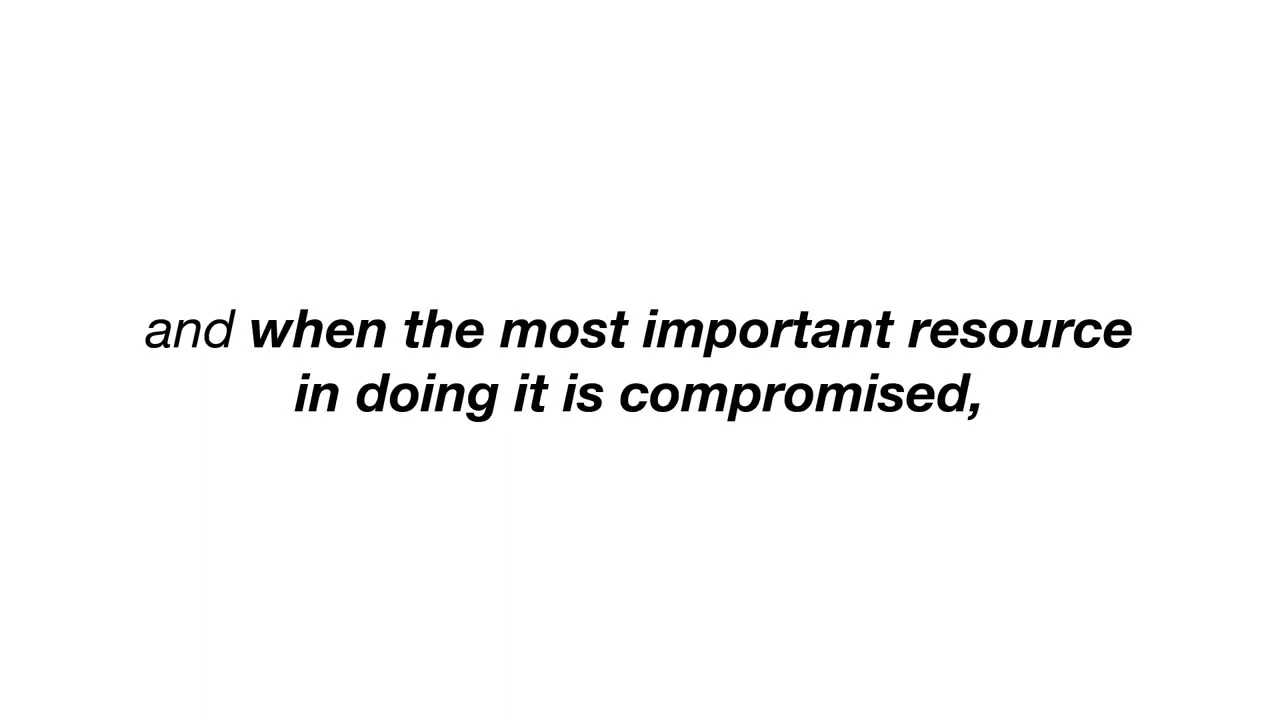 and when the most important resource
in doing it is compromised,